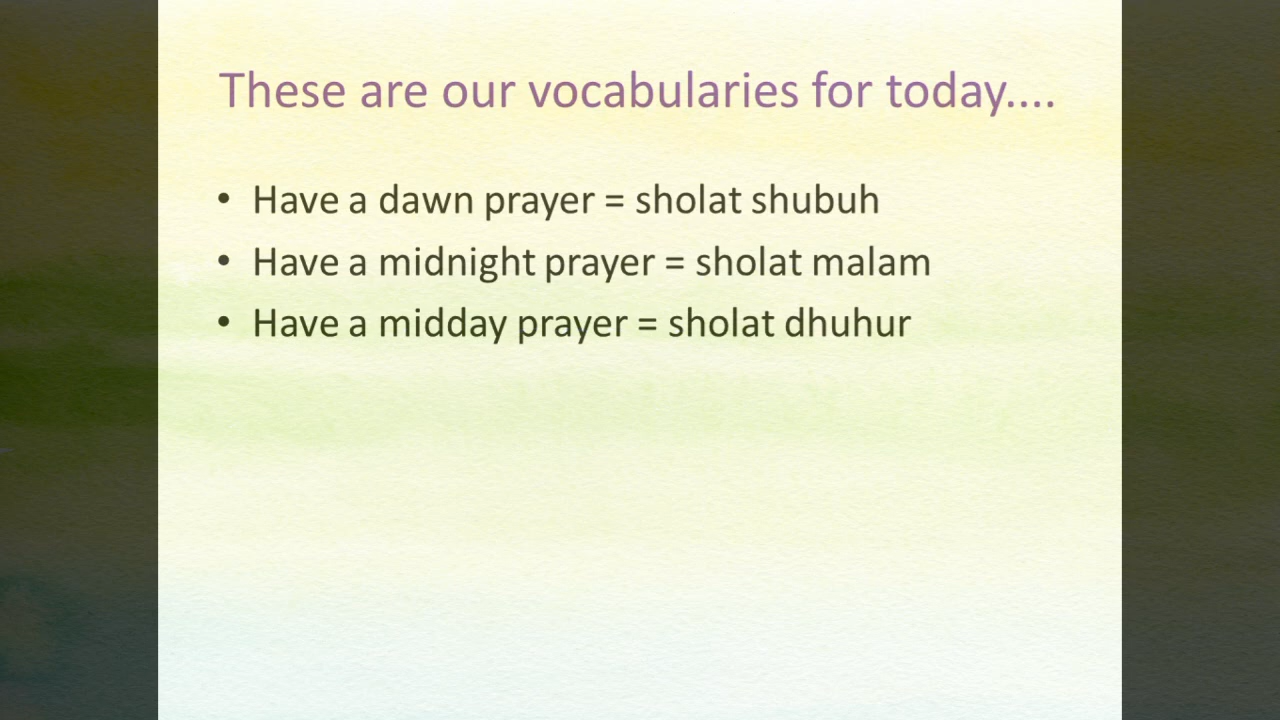 These are our vocabularies for today....
• Have a dawn prayer = sholat shubuh
• Have a midnight prayer = sholat malam
• Have a midday prayer = sholat dhuhur